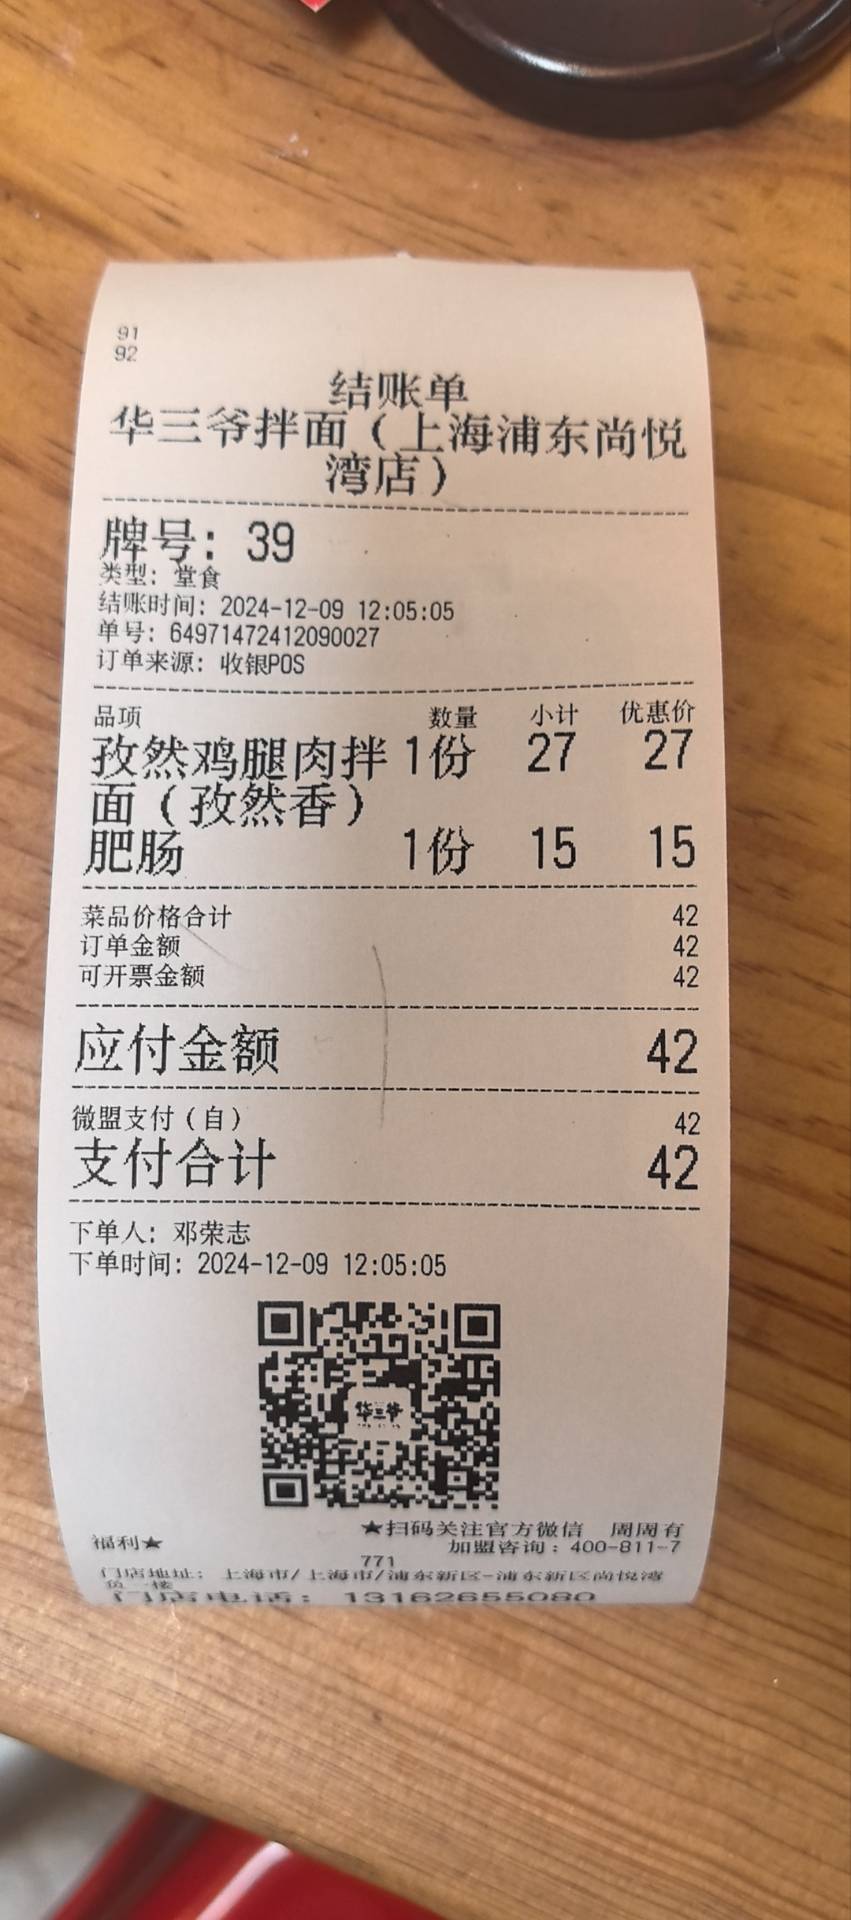 91
92
结账单
华三爷拌面（上海浦东尚悦
湾店）
牌号: 39
类型: 堂食
结账时间: 2024-12-09 12:05:05
单号: 64971472412090027
订单来源: 收银POS
品项 数量 小计 优惠价
孜然鸡腿肉拌 1份 27 27
面（孜然香）
肥肠 1份 15 15
菜品价格合计 42
订单金额 42
可开票金额 42
应付金额 42
微盟支付(自) 42
支付合计 42
下单人: 邓荣志
下单时间: 2024-12-09 12:05:05
华三爷
★扫码关注官方微信 周周有
福利★ 加盟咨询: 400-811-7
771
门店地址: 上海市/上海市/浦东新区-浦东新区尚悦湾
负一楼
门店电话: 13162655080